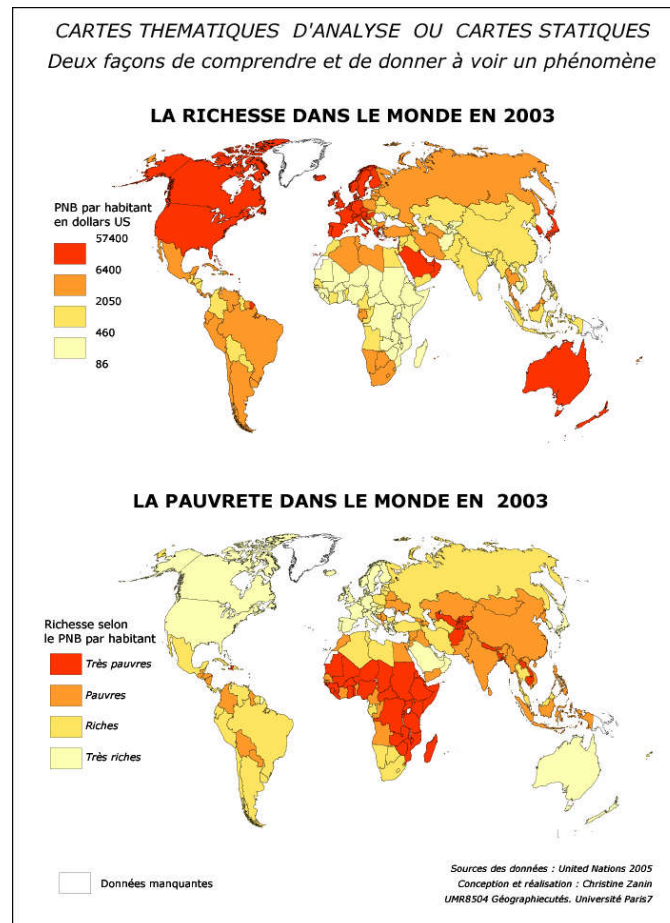 CARTES THEMATIQUES D'ANALYSE OU CARTES STATIQUES
Deux façons de comprendre et de donner à voir un phénomène
LA RICHESSE DANS LE MONDE EN 2003
PNB par habitant
en dollars US
57400
6400
2050
460
86
LA PAUVRETE DANS LE MONDE EN 2003
Richesse selon
le PNB par habitant
Très pauvres
Pauvres
Riches
Très riches
Données manquantes
Sources des données : United Nations 2005
Conception et réalisation : Christine Zanin
UMR8504 Géographiecutés. Université Paris7